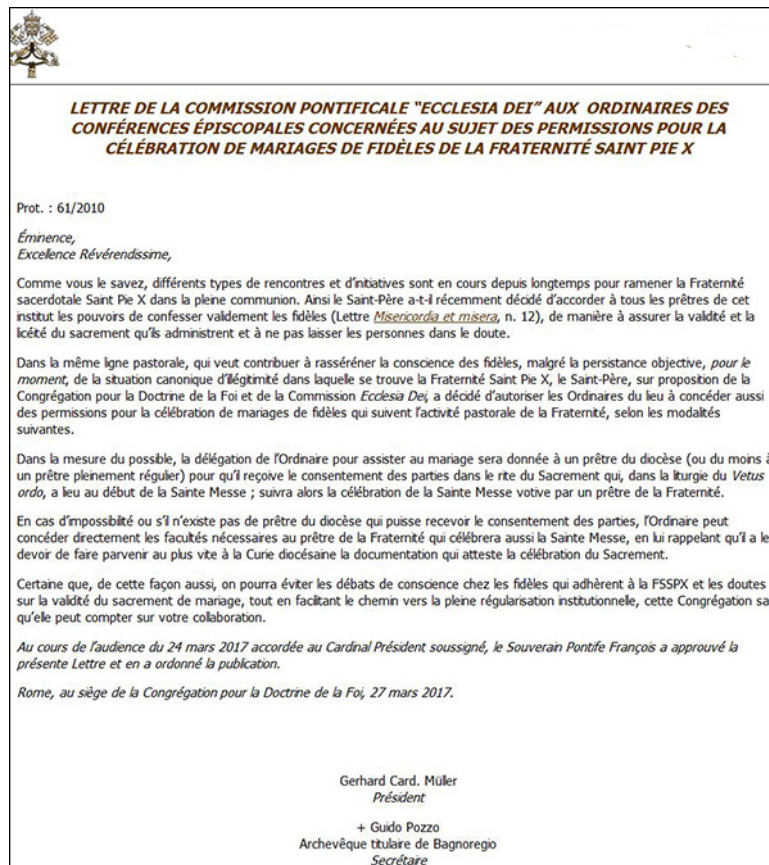 LETTRE DE LA COMMISSION PONTIFICALE "ECCLESIA DEI" AUX ORDINAIRES DES
CONFÉRENCES ÉPISCOPALES CONCERNÉES AU SUJET DES PERMISSIONS POUR LA
CÉLÉBRATION DE MARIAGES DE FIDÈLES DE LA FRATERNITÉ SAINT PIE X
Prot. : 61/2010
Éminence,
Excellence Révérendissime,
Comme vous le savez, différents types de rencontres et d'initiatives sont en cours depuis longtemps pour ramener la Fraternité
sacerdotale Saint Pie X dans la pleine communion. Ainsi le Saint-Père a-t-il récemment décidé d'accorder à tous les prêtres de cet
institut les pouvoirs de confesser validement les fidèles (Lettre Misericordia et misera, n. 12), de manière à assurer la validité et la
licéité du sacrement qu'ils administrent et à ne pas laisser les personnes dans le doute.
Dans la même ligne pastorale, qui veut contribuer à rasséréner la conscience des fidèles, malgré la persistance objective, pour le
moment, de la situation canonique d'illégitimité dans laquelle se trouve la Fraternité Saint Pie X, le Saint-Père, sur proposition de la
Congrégation pour la Doctrine de la Foi et de la Commission Ecclesia Dei, a décidé d'autoriser les Ordinaires du lieu à concéder aussi
des permissions pour la célébration de mariages de fidèles qui suivent l'activité pastorale de la Fraternité, selon les modalités
suivantes.
Dans la mesure du possible, la délégation de l'Ordinaire pour assister au mariage sera donnée à un prêtre du diocèse (ou du moins à
un prêtre pleinement régulier) pour qu'il reçoive le consentement des parties dans le rite du Sacrement qui, dans la liturgie du Vetus
ordo, a lieu au début de la Sainte Messe ; suivra alors la célébration de la Sainte Messe votive par un prêtre de la Fraternité.
En cas d'impossibilité ou s'il n'existe pas de prêtre du diocèse qui puisse recevoir le consentement des parties, l'Ordinaire peut
concéder directement les facultés nécessaires au prêtre de la Fraternité qui célébrera aussi la Sainte Messe, en lui rappelant qu'il a le
devoir de faire parvenir au plus vite à la Curie diocésaine la documentation qui atteste la célébration du Sacrement.
Certaine que, de cette façon aussi, on pourra éviter les débats de conscience chez les fidèles qui adhèrent à la FSSPX et les doutes
sur la validité du sacrement de mariage, tout en facilitant le chemin vers la pleine régularisation institutionnelle, cette Congrégation sa
qu'elle peut compter sur votre collaboration.
Au cours de l'audience du 24 mars 2017 accordée au Cardinal Président soussigné, le Souverain Pontife François a approuvé la
présente Lettre et en a ordonné la publication.
Rome, au siège de la Congrégation pour la Doctrine de la Foi, 27 mars 2017.
Gerhard Card. Müller
Président
+ Guido Pozzo
Archevêque titulaire de Bagnoregio
Secrétaire